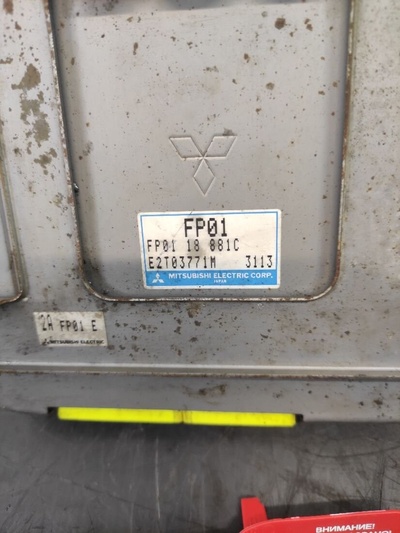 FP01
FP01 18 881C
E2T03771M 3113
MITSUBISHI ELECTRIC CORP.
JAPAN
2A FP01 E
MITSUBISHI ELECTRIC
ВНИМАНИЕ!